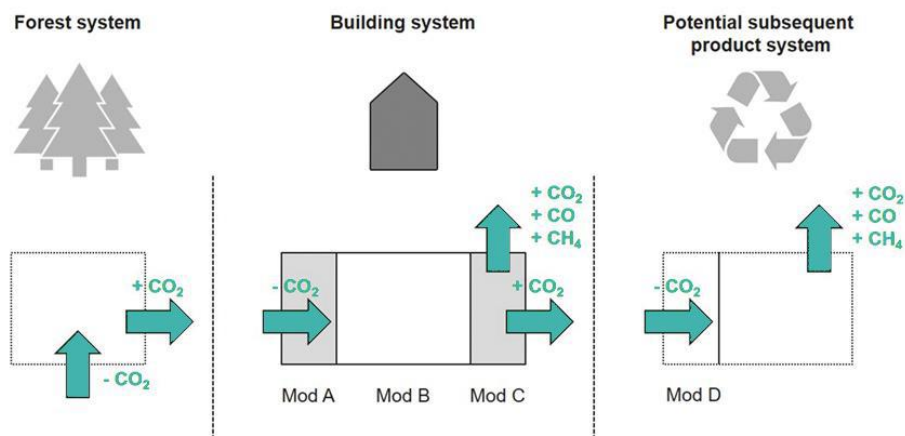 Forest system
Building system
Potential subsequent
product system
+ CO₂
- CO₂
- CO₂
+ CO₂
+ CO
+ CH₄
+ CO₂
Mod A
Mod B
Mod C
- CO₂
+ CO₂
+ CO
+ CH₄
Mod D